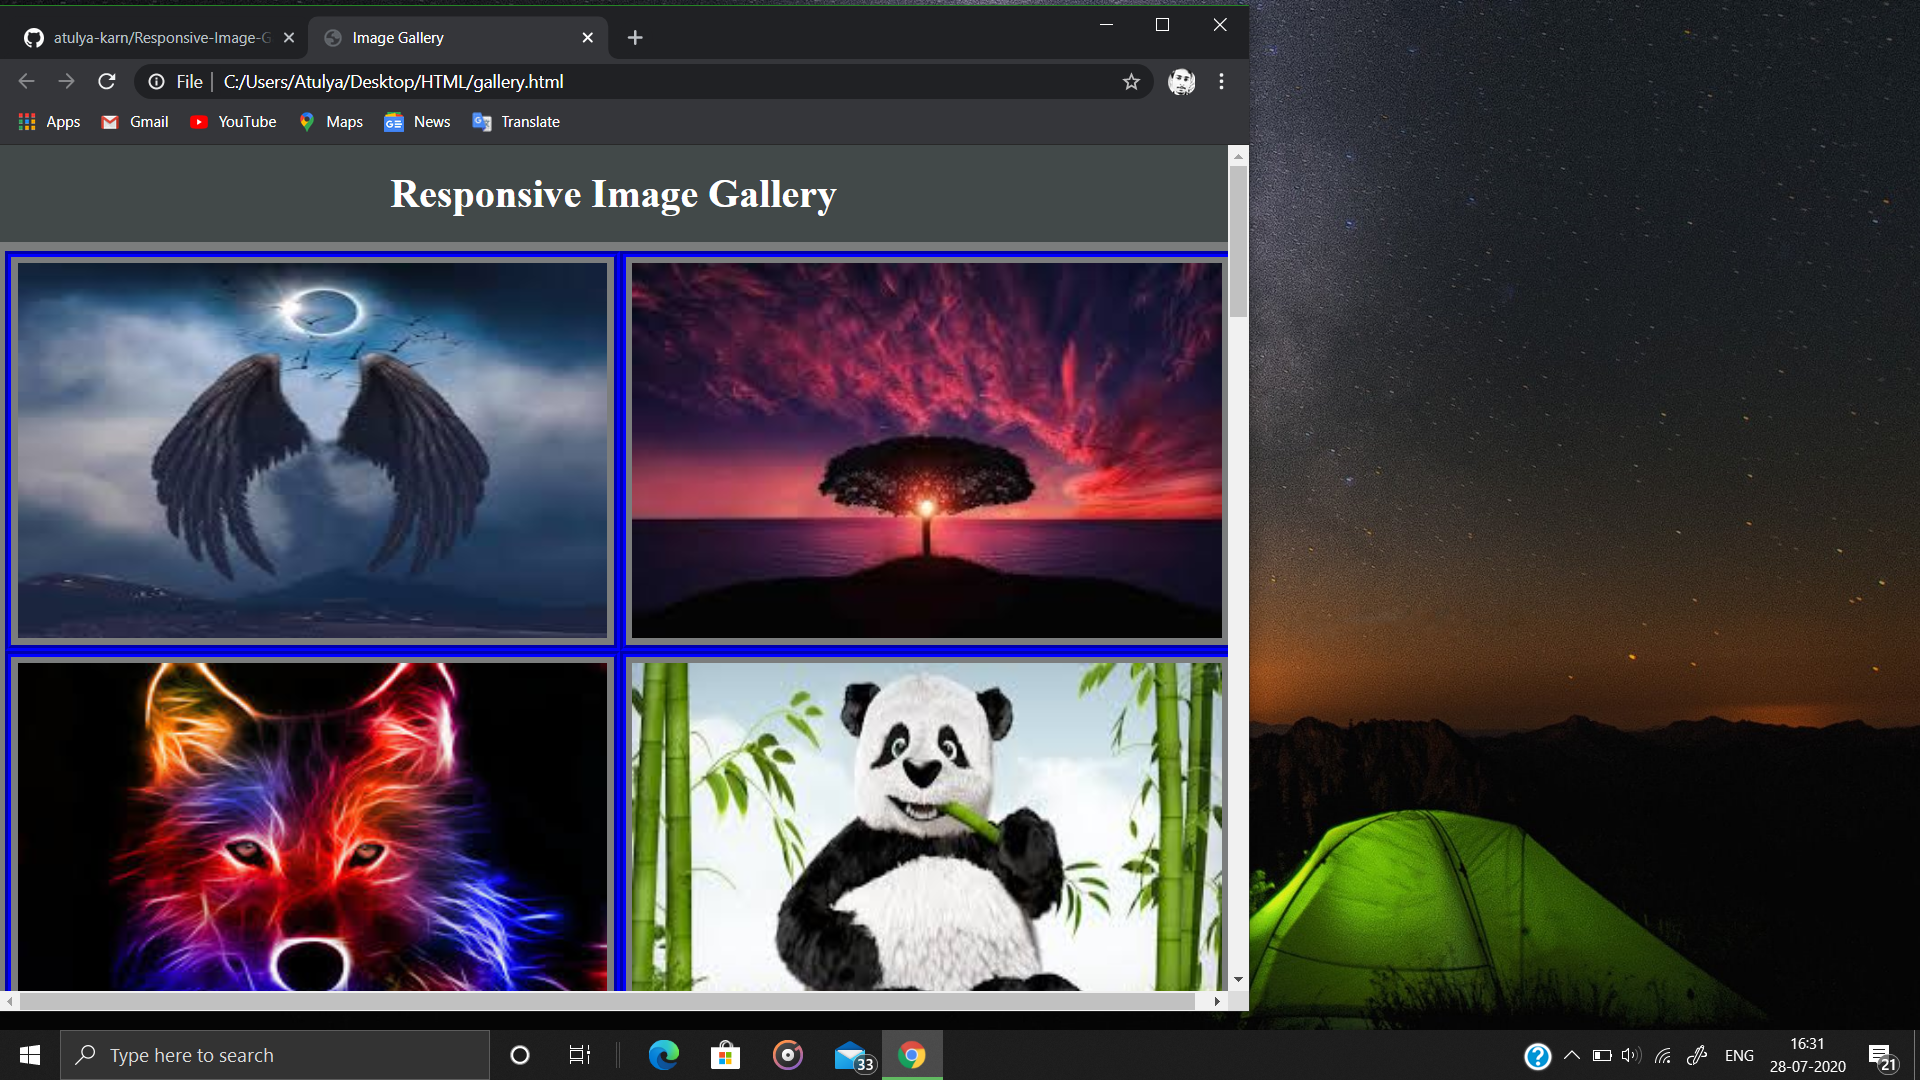 atulya-karn/Responsive-Image-G
Image Gallery
File
C:/Users/Atulya/Desktop/HTML/gallery.html
Apps
Gmail
YouTube
Maps
News
Translate
Responsive Image Gallery
Type here to search
33
ENG
16:31
28-07-2020
21